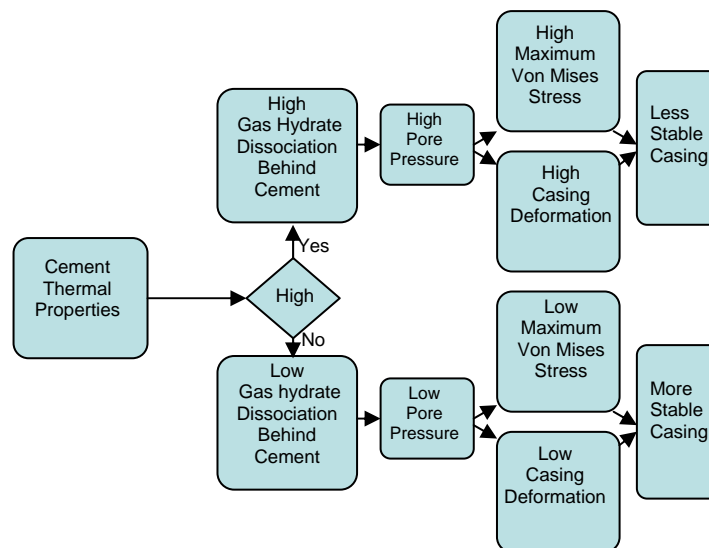 Cement
Thermal
Properties
High
Yes
No
High
Gas Hydrate
Dissociation
Behind
Cement
High
Pore
Pressure
High
Maximum
Von Mises
Stress
High
Casing
Deformation
Less
Stable
Casing
Low
Gas hydrate
Dissociation
Behind
Cement
Low
Pore
Pressure
Low
Maximum
Von Mises
Stress
Low
Casing
Deformation
More
Stable
Casing